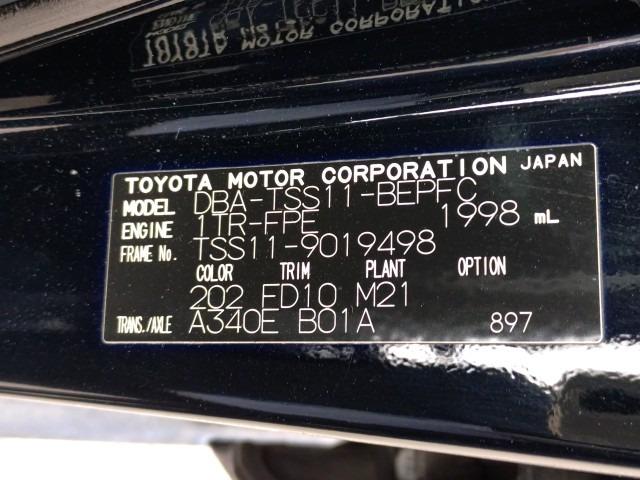 TOYOTA MOTOR CORPORATION JAPAN
MODEL DBA-TSS11-BEPFC
ENGINE 1TR-FPE 1998 mL
FRAME No. TSS11-9019498
COLOR TRIM PLANT OPTION
202 FD10 M21
TRANS./AXLE A340E B01A 897